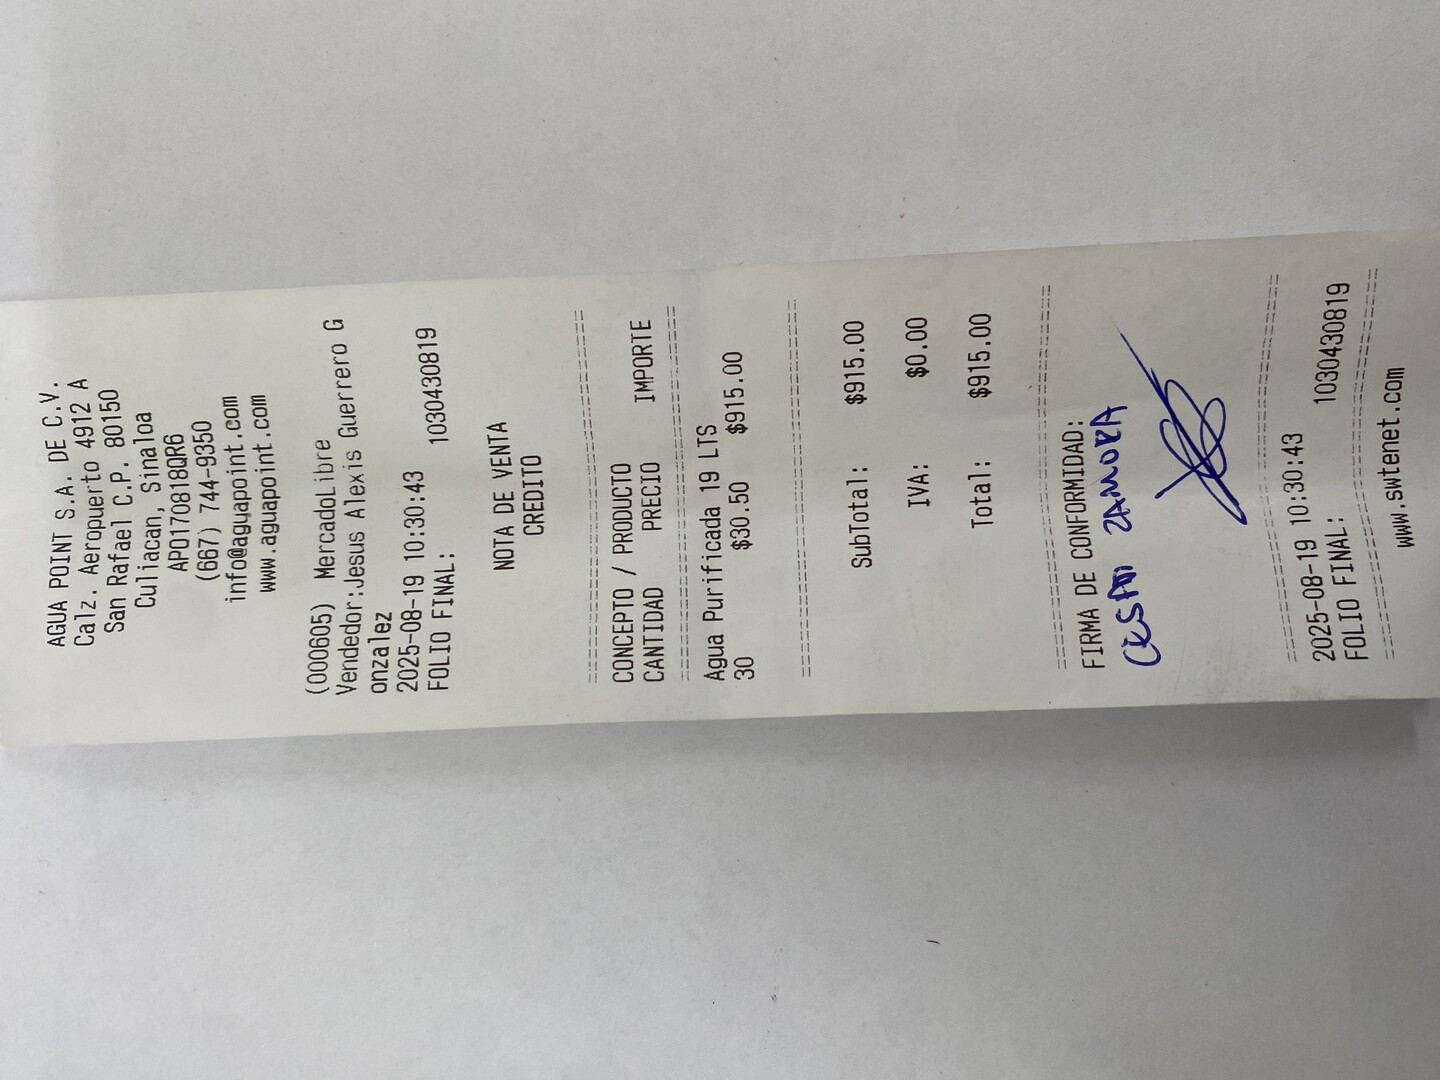 AGUA POINT S.A. DE C.V.
Calz. Aeropuerto 4912 A
San Rafael C.P. 80150
Culiacan, Sinaloa
APO170818QR6
(667) 744-9350
info@aguapoint.com
www.aguapoint.com
(000605) MercadoLibre
Vendedor:Jesus Alexis Guerrero G
onzalez
2025-08-19 10:30:43
FOLIO FINAL: 1030430819
NOTA DE VENTA
CREDITO
CONCEPTO / PRODUCTO
CANTIDAD PRECIO IMPORTE
Agua Purificada 19 LTS
30 $30.50 $915.00
SubTotal: $915.00
IVA: $0.00
Total: $915.00
FIRMA DE CONFORMIDAD:
ZAMORA
2025-08-19 10:30:43
FOLIO FINAL: 1030430819
www.swtenet.com